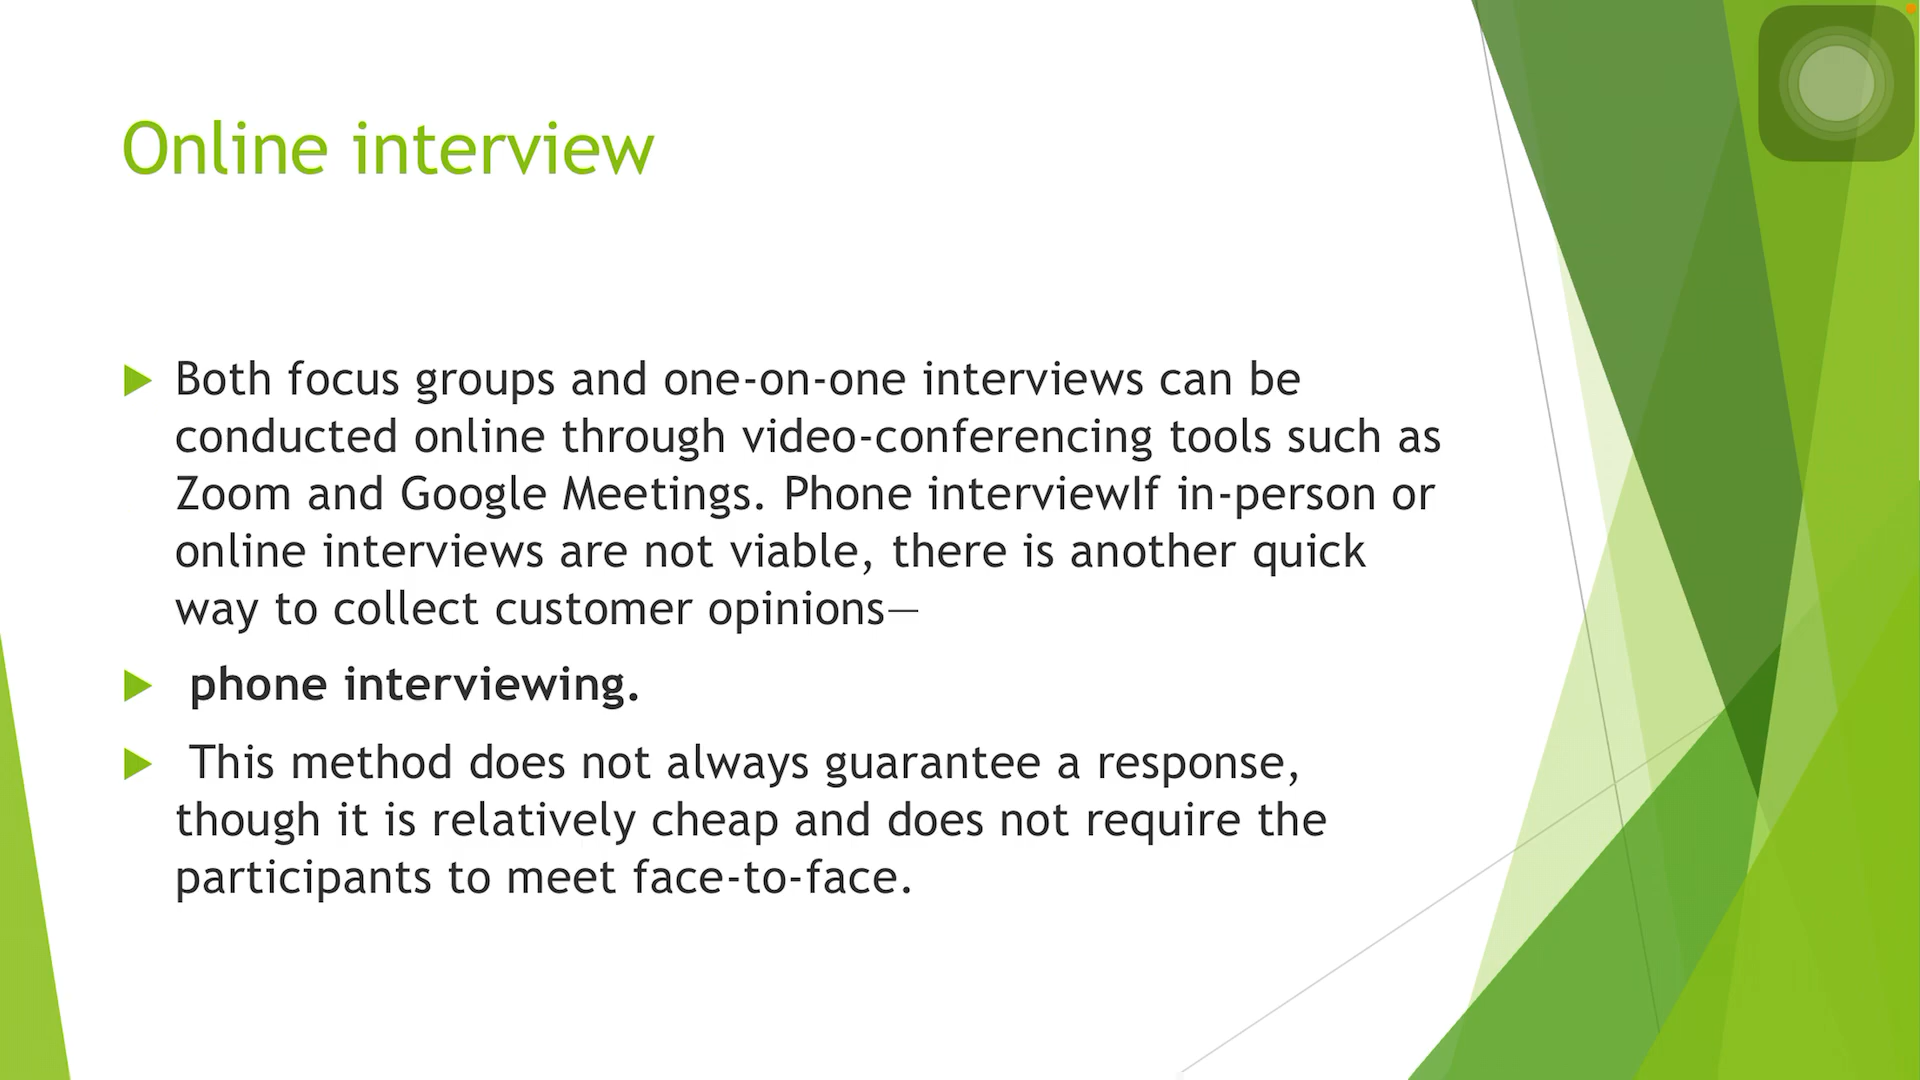 Online interview
Both focus groups and one-on-one interviews can be
conducted online through video-conferencing tools such as
Zoom and Google Meetings. Phone interviewIf in-person or
online interviews are not viable, there is another quick
way to collect customer opinions—
phone interviewing.
This method does not always guarantee a response,
though it is relatively cheap and does not require the
participants to meet face-to-face.